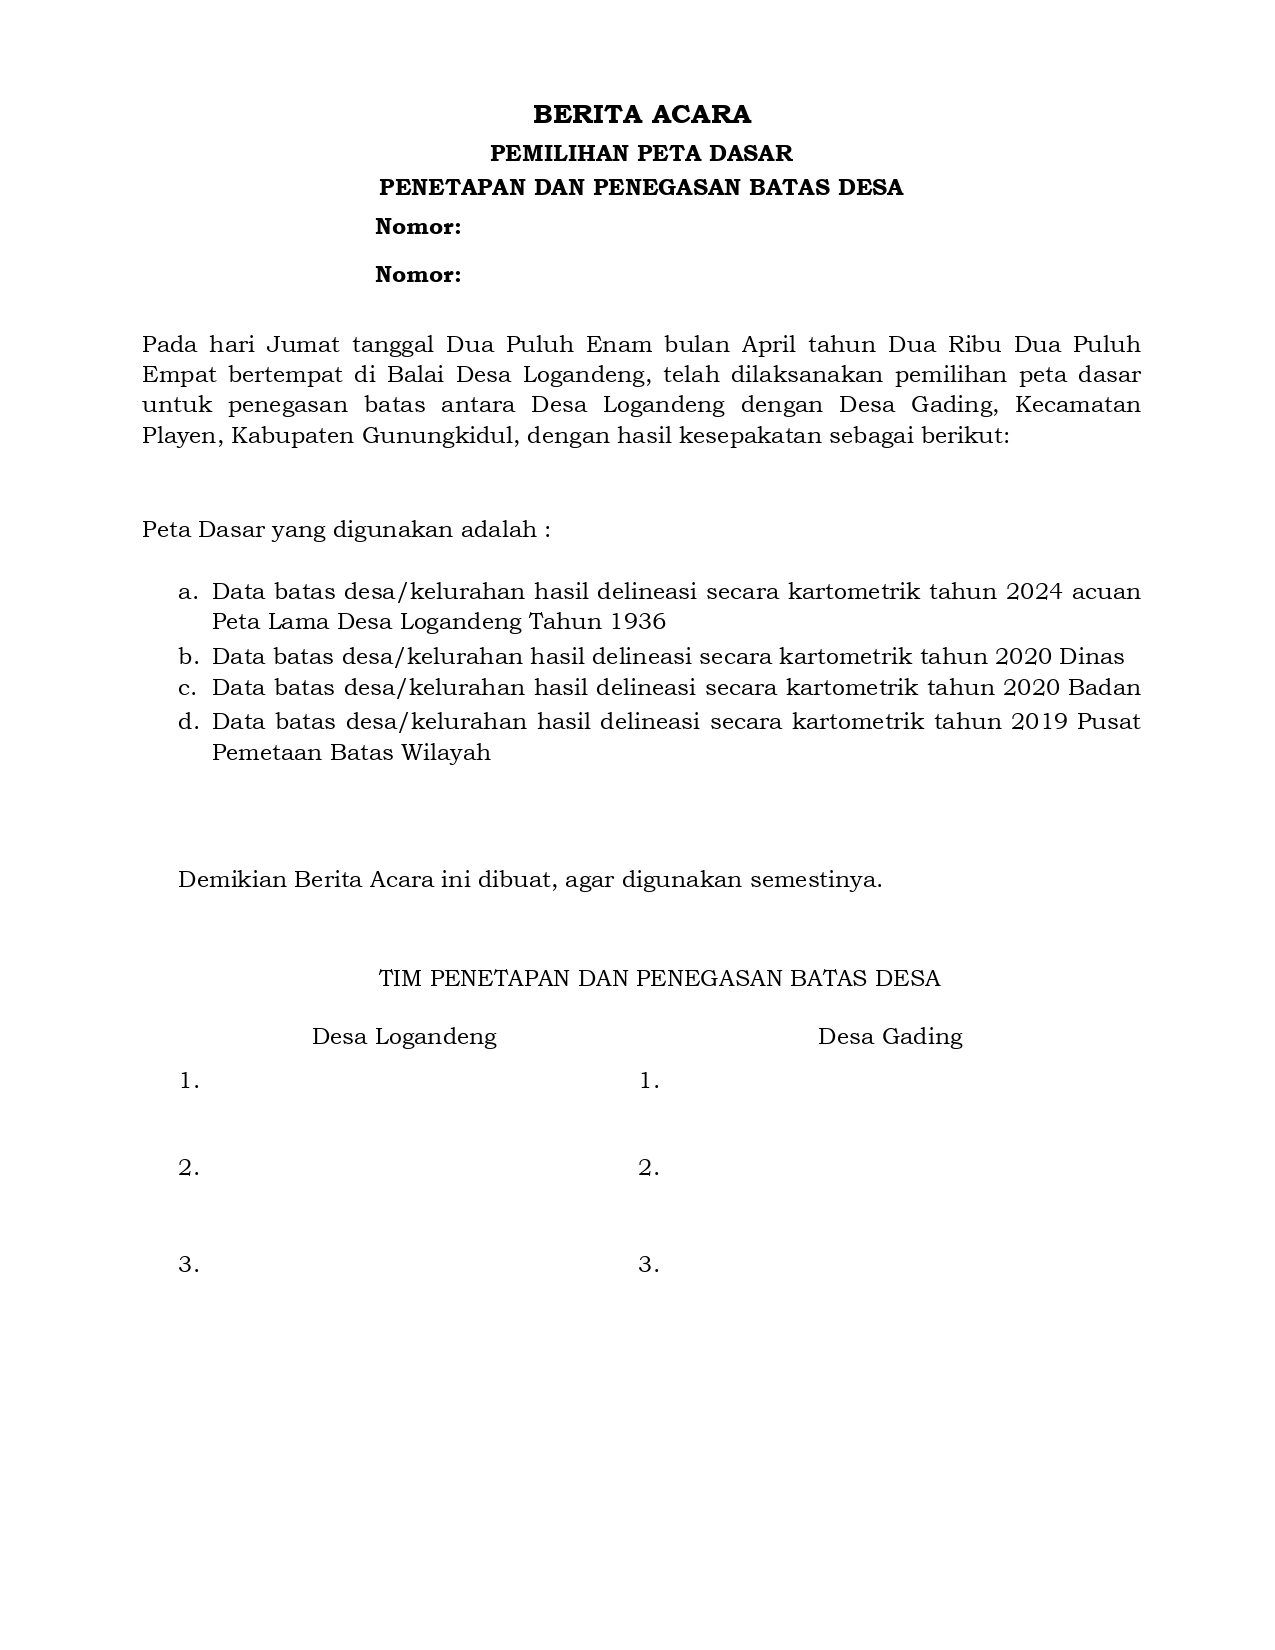 BERITA ACARA
PEMILIHAN PETA DASAR
PENETAPAN DAN PENEGASAN BATAS DESA
Nomor:
Nomor:
Pada hari Jumat tanggal Dua Puluh Enam bulan April tahun Dua Ribu Dua Puluh
Empat bertempat di Balai Desa Logandeng, telah dilaksanakan pemilihan peta dasar
untuk penegasan batas antara Desa Logandeng dengan Desa Gading, Kecamatan
Playen, Kabupaten Gunungkidul, dengan hasil kesepakatan sebagai berikut:
Peta Dasar yang digunakan adalah :
a. Data batas desa/kelurahan hasil delineasi secara kartometrik tahun 2024 acuan
Peta Lama Desa Logandeng Tahun 1936
b. Data batas desa/kelurahan hasil delineasi secara kartometrik tahun 2020 Dinas
c. Data batas desa/kelurahan hasil delineasi secara kartometrik tahun 2020 Badan
d. Data batas desa/kelurahan hasil delineasi secara kartometrik tahun 2019 Pusat
Pemetaan Batas Wilayah
Demikian Berita Acara ini dibuat, agar digunakan semestinya.
TIM PENETAPAN DAN PENEGASAN BATAS DESA
Desa Logandeng Desa Gading
1. 1.
2. 2.
3. 3.